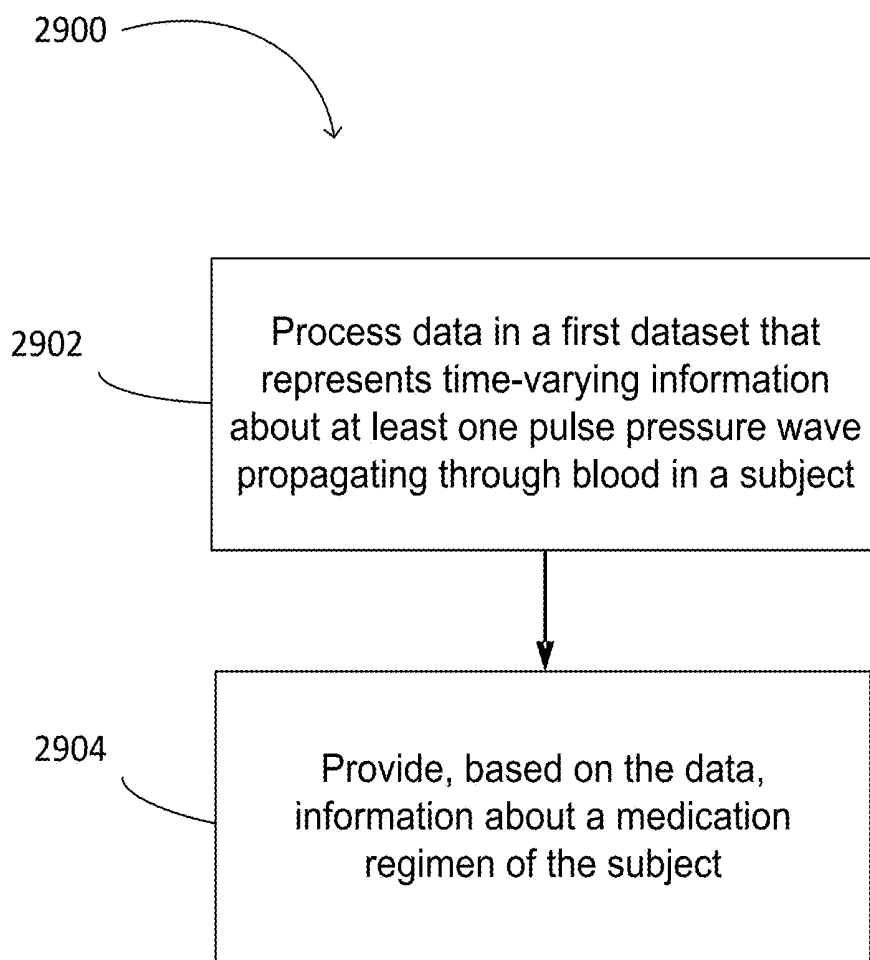 2900
2902
Process data in a first dataset that
represents time-varying information
about at least one pulse pressure wave
propagating through blood in a subject
2904
Provide, based on the data,
information about a medication
regimen of the subject